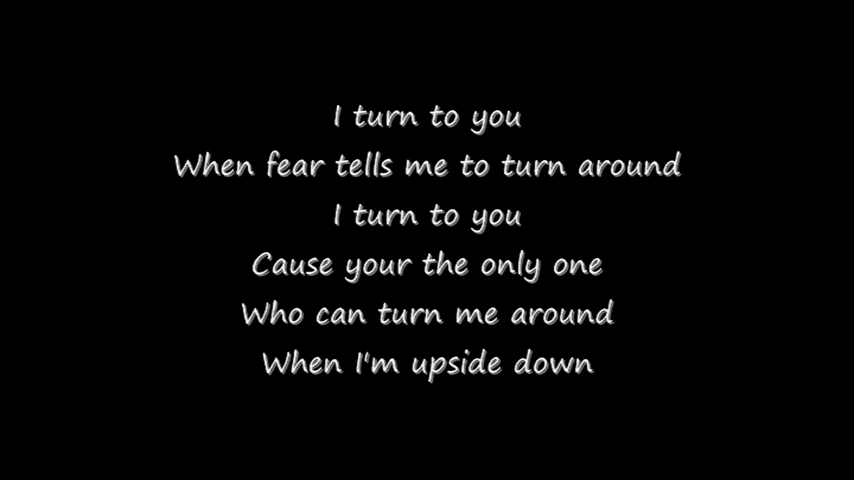 I turn to you
When fear tells me to turn around
I turn to you
Cause your the only one
Who can turn me around
When I'm upside down